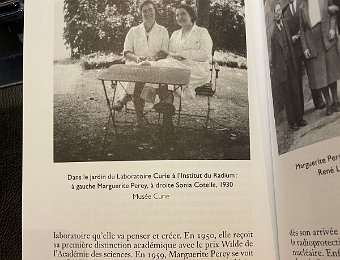 Dans le jardin du Laboratoire Curie à l'Institut du Radium :
à gauche Marguerite Perey, à droite Sonia Cotelle, 1930
Musée Curie
laboratoire qu'elle va penser et créer. En 1950, elle reçoit
sa première distinction académique avec le prix Walde de
l'Académie des sciences. En 1959, Marguerite Perey se voit
Marguerite Pere
René L
dès son arrivée
la radioprotecti
nucléaire. » En